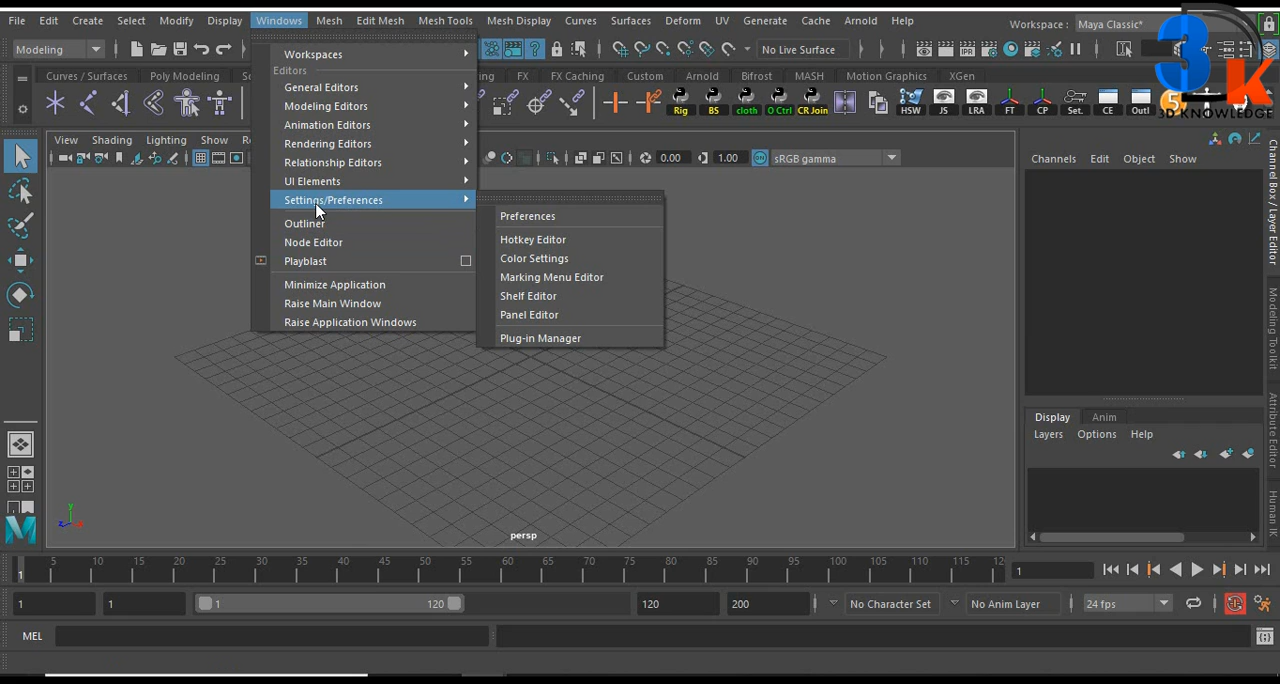 File Edit Create Select Modify Display Windows Mesh Edit Mesh Mesh Tools Mesh Display Curves Surfaces Deform UV Generate Cache Arnold Help Workspace : Maya Classic*
Modeling No Live Surface
Curves / Surfaces Poly Modeling FX FX Caching Custom Arnold Bifrost MASH Motion Graphics XGen
Rig BS cloth O Ctrl CR Join HSW JS LRA FT CP Set. CE Outl
3K
3D KNOWLEDGE
View Shading Lighting Show
0.00 1.00 sRGB gamma
Workspaces
Editors
General Editors
Modeling Editors
Animation Editors
Rendering Editors
Relationship Editors
UI Elements
Settings/Preferences
Outliner
Node Editor
Playblast
Minimize Application
Raise Main Window
Raise Application Windows
Preferences
Hotkey Editor
Color Settings
Marking Menu Editor
Shelf Editor
Panel Editor
Plug-in Manager
persp
Channels Edit Object Show
Display Anim
Layers Options Help
Channel Box / Layer Editor
Modeling Toolkit
Attribute Editor
Human IK
5 10 15 20 25 30 35 40 45 50 55 60 65 70 75 80 85 90 95 100 105 110 115 12
1 1
1 1 1 120 120 200 No Character Set No Anim Layer 24 fps
MEL